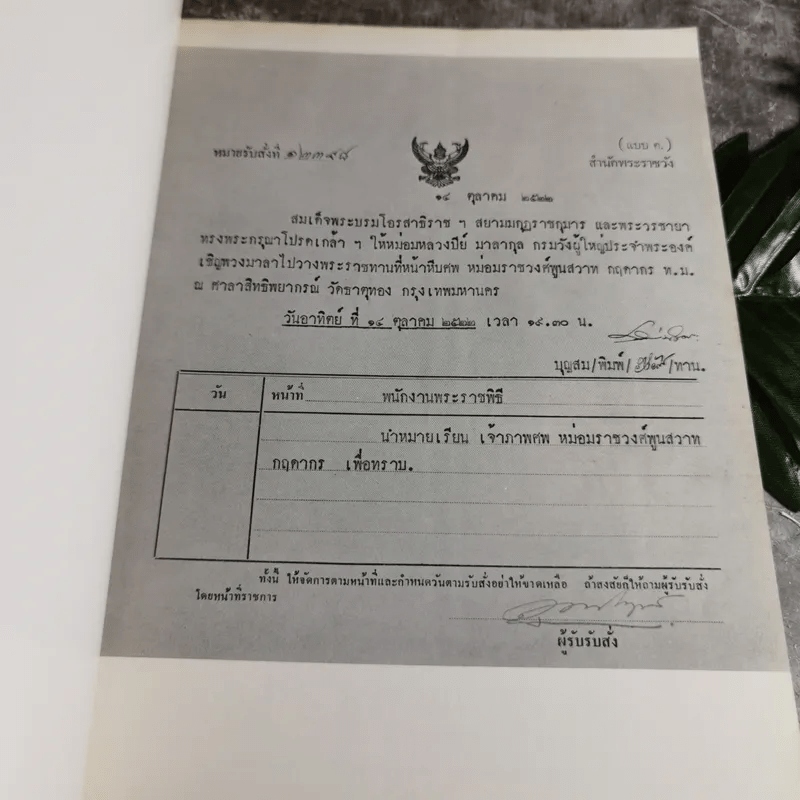 หมายรับสั่งที่ ๑๒๓๙๘
(แบบ ค.)
สำนักพระราชวัง
๑๔ ตุลาคม ๒๕๒๒
สมเด็จพระบรมโอรสาธิราช ฯ สยามมกุฎราชกุมาร และพระวรชายา
ทรงพระกรุณาโปรดเกล้า ฯ ให้หม่อมหลวงปีย์ มาลากุล กรมวังผู้ใหญ่ประจำพระองค์
เชิญพวงมาลาไปวางพระราชทานที่หน้าหีบศพ หม่อมราชวงศ์พูนสวาท กฤดากร ท.ม.
ณ ศาลาสิทธิพยากรณ์ วัดธาตุทอง กรุงเทพมหานคร
วันอาทิตย์ ที่ ๑๔ ตุลาคม ๒๕๒๒ เวลา ๑๙.๓๐ น.
บุญสม/พิมพ์/ /ทาน.
วัน หน้าที่ พนักงานพระราชพิธี
นำหมายเรียน เจ้าภาพศพ หม่อมราชวงศ์พูนสวาท
กฤดากร เพื่อทราบ.
ทั้งนี้ ให้จัดการตามหน้าที่และกำหนดวันตามรับสั่งอย่าให้ขาดเหลือ ถ้าสงสัยก็ให้ถามผู้รับรับสั่ง
โดยหน้าที่ราชการ
ผู้รับรับสั่ง